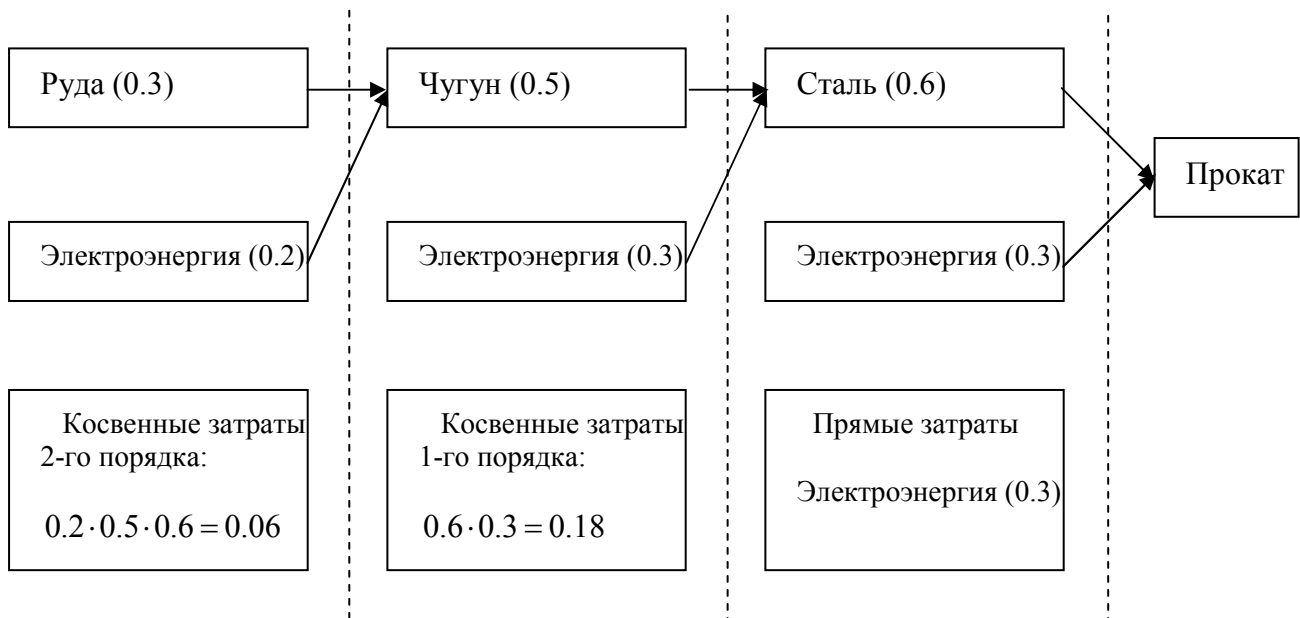 Руда (0.3)
Чугун (0.5)
Сталь (0.6)
Прокат
Электроэнергия (0.2)
Электроэнергия (0.3)
Электроэнергия (0.3)
Косвенные затраты
2-го порядка:
0.2·0.5·0.6 = 0.06
Косвенные затраты
1-го порядка:
0.6·0.3 = 0.18
Прямые затраты
Электроэнергия (0.3)